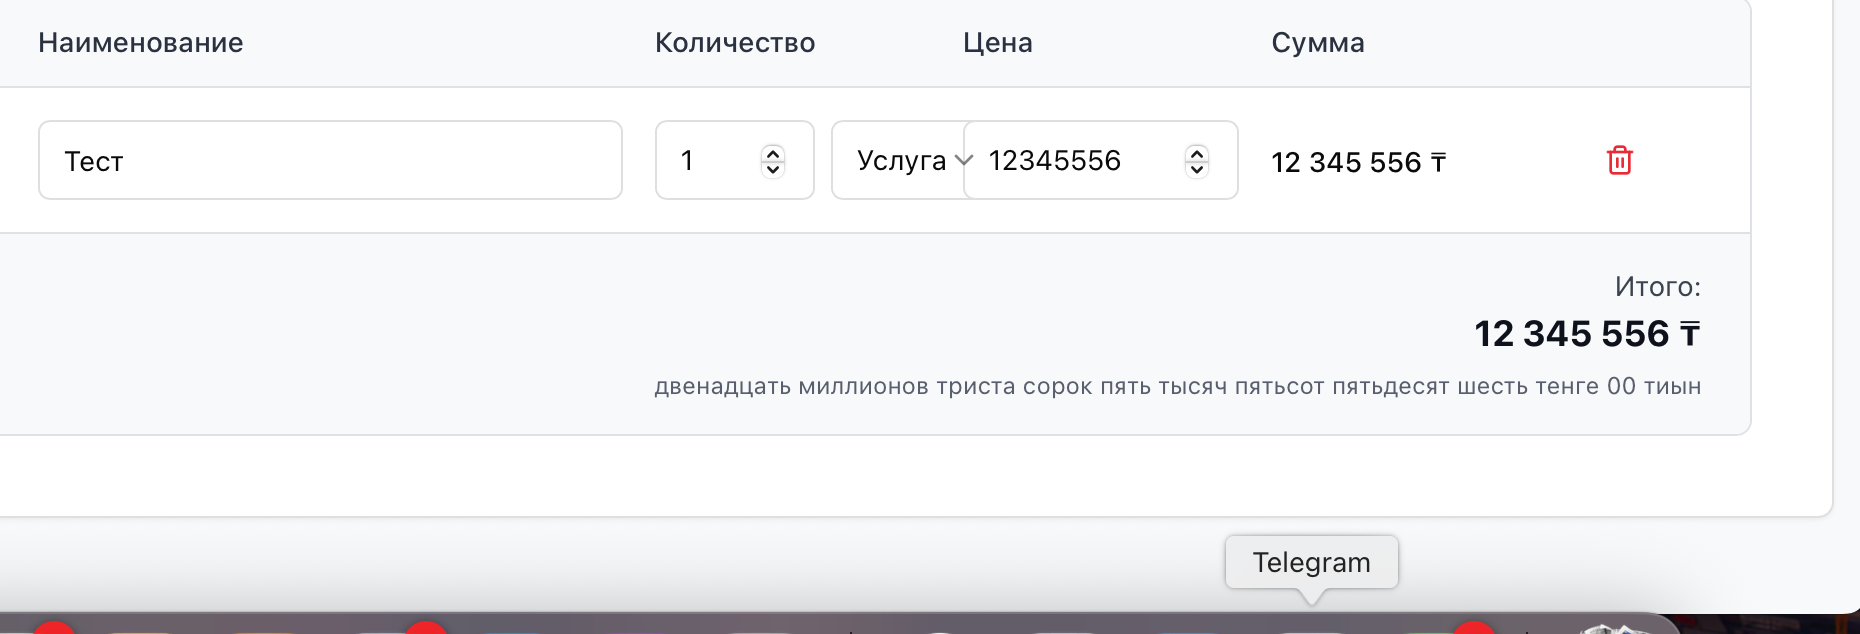 Наименование Количество Цена Сумма
Тест 1 Услуга 12345556 12 345 556 ₸
Итого:
12 345 556 ₸
двенадцать миллионов триста сорок пять тысяч пятьсот пятьдесят шесть тенге 00 тиын
Telegram